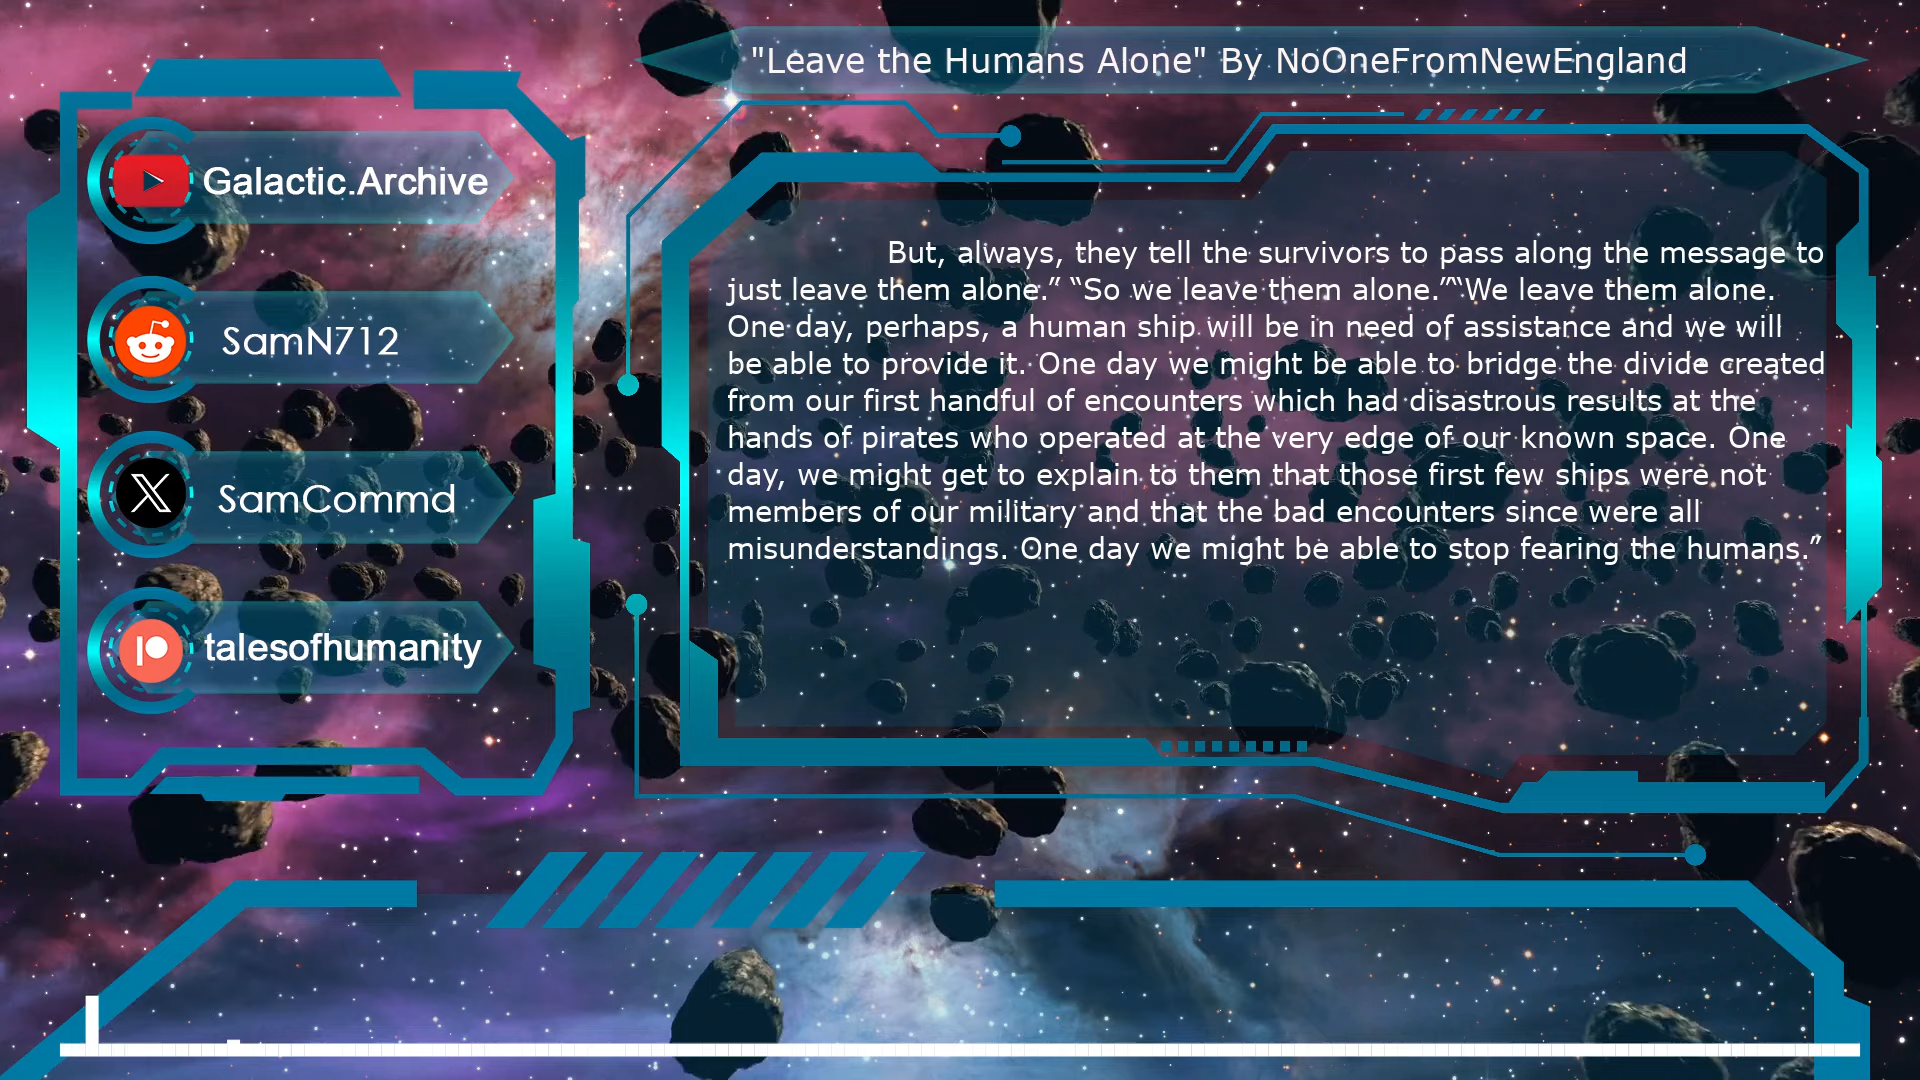 "Leave the Humans Alone" By NoOneFromNewEngland
Galactic.Archive
SamN712
SamCommd
talesofhumanity
But, always, they tell the survivors to pass along the message to
just leave them alone.” “So we leave them alone.”“We leave them alone.
One day, perhaps, a human ship will be in need of assistance and we will
be able to provide it. One day we might be able to bridge the divide created
from our first handful of encounters which had disastrous results at the
hands of pirates who operated at the very edge of our known space. One
day, we might get to explain to them that those first few ships were not
members of our military and that the bad encounters since were all
misunderstandings. One day we might be able to stop fearing the humans.”